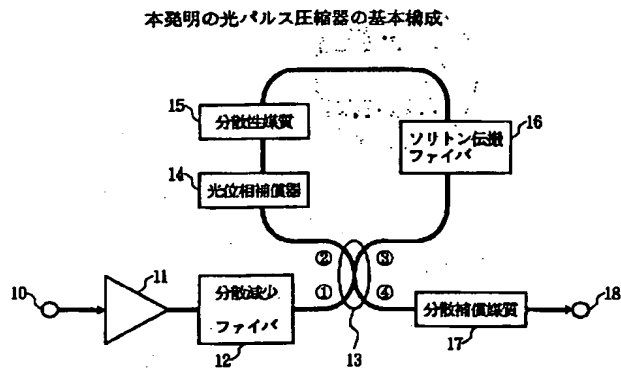 本発明の光パルス圧縮器の基本構成
15
分散性媒質
ソリトン伝搬
ファイバ
16
14
光位相補償器
② ③
① ④
10
11
分散減少
ファイバ
12
13
分散補償媒質
17
18